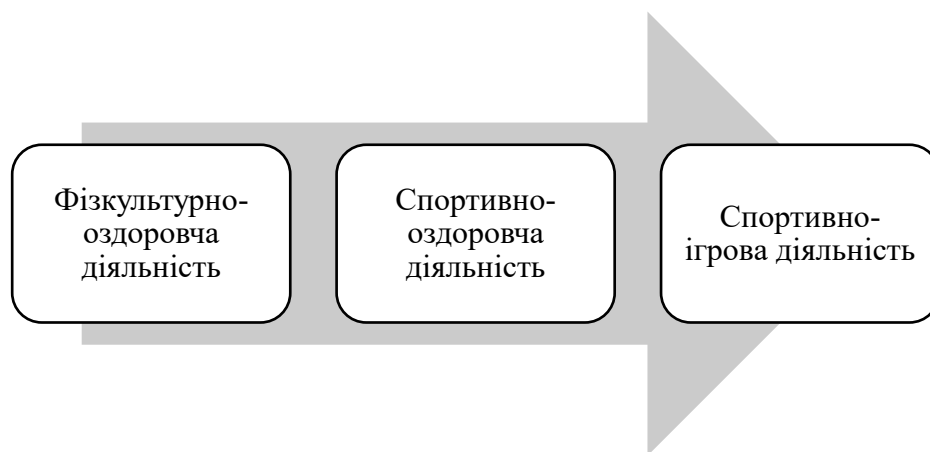 Фізкультурно-
оздоровча
діяльність
Спортивно-
оздоровча
діяльність
Спортивно-
ігрова діяльність